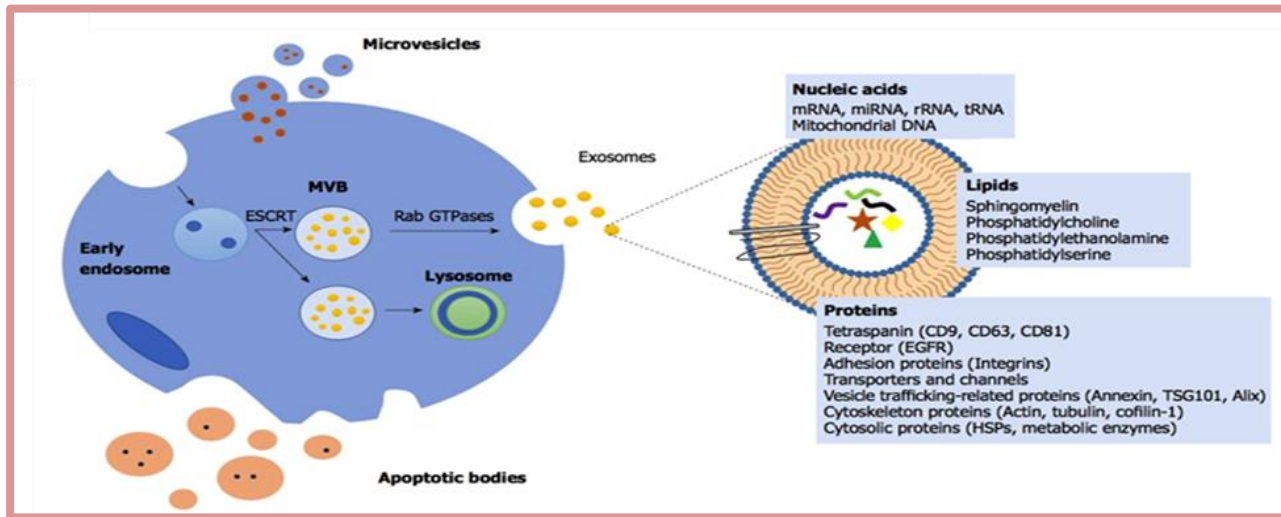 Microvesicles
Exosomes
MVB
ESCRT
Rab GTPases
Early
endosome
Lysosome
Apoptotic bodies
Nucleic acids
mRNA, miRNA, rRNA, tRNA
Mitochondrial DNA
Lipids
Sphingomyelin
Phosphatidylcholine
Phosphatidylethanolamine
Phosphatidylserine
Proteins
Tetraspanin (CD9, CD63, CD81)
Receptor (EGFR)
Adhesion proteins (Integrins)
Transporters and channels
Vesicle trafficking-related proteins (Annexin, TSG101, Alix)
Cytoskeleton proteins (Actin, tubulin, cofilin-1)
Cytosolic proteins (HSPs, metabolic enzymes)